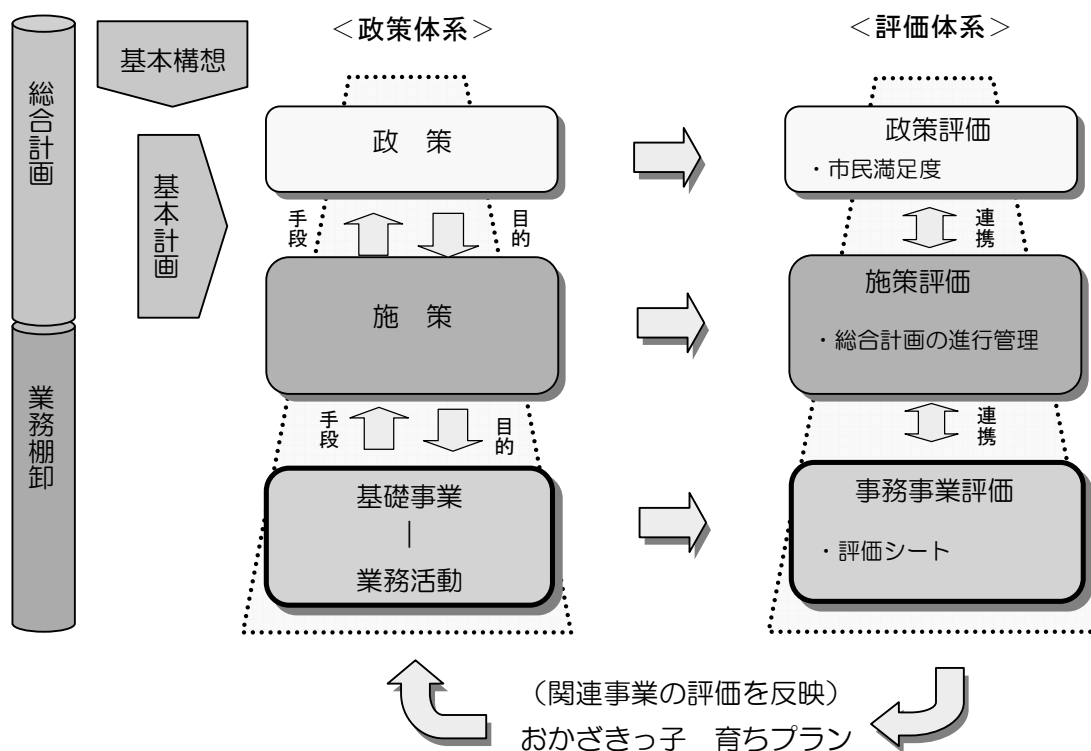 ＜政策体系＞
＜評価体系＞
総合計画
業務棚卸
基本構想
基本計画
政　策
手段
目的
施　策
手段
目的
基礎事業
｜
業務活動
政策評価
・市民満足度
連携
施策評価
・総合計画の進行管理
連携
事務事業評価
・評価シート
（関連事業の評価を反映）
おかざきっ子　育ちプラン